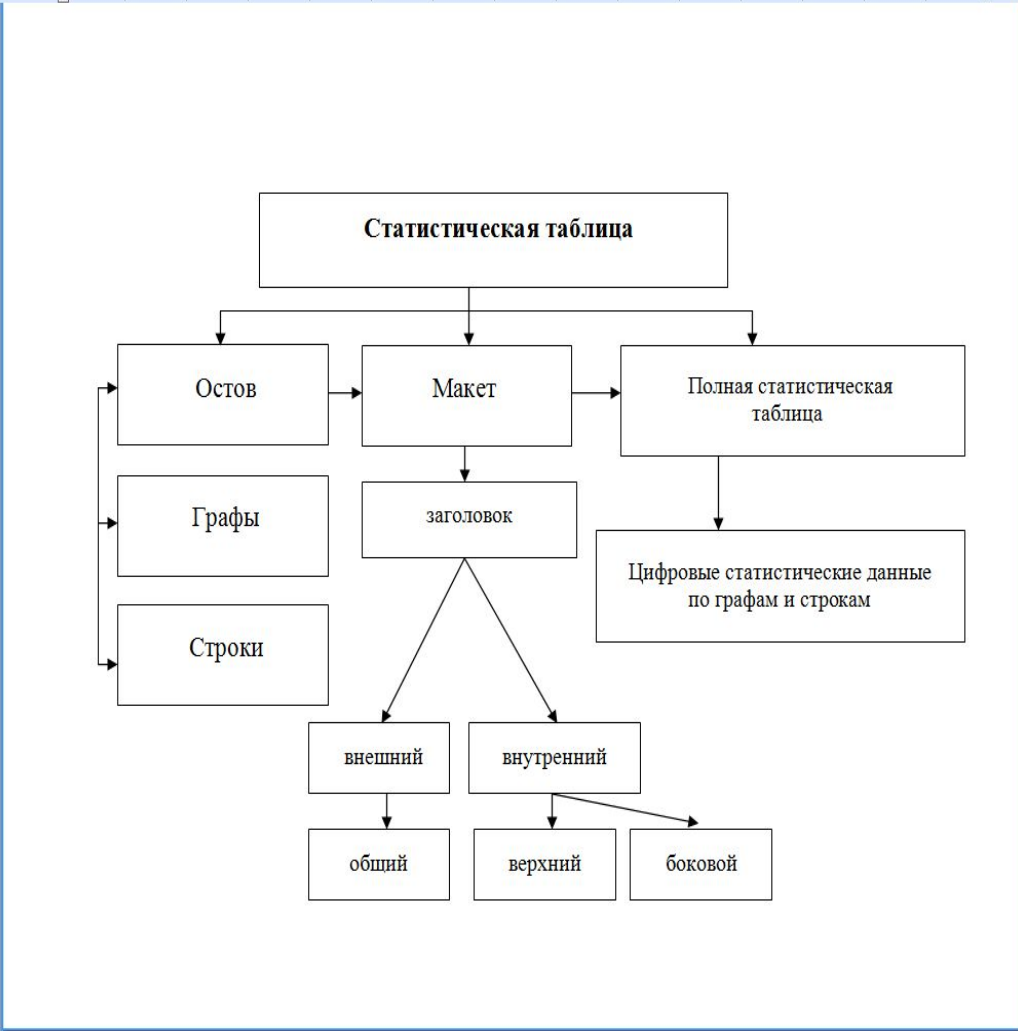 Статистическая таблица
Остов
Макет
Полная статистическая
таблица
Графы
заголовок
Цифровые статистические данные
по графам и строкам
Строки
внешний
внутренний
общий
верхний
боковой